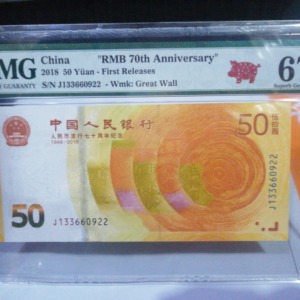 MG
China "RMB 70th Anniversary"
2018 50 Yüan - First Releases
S/N J133660922 - Wmk: Great Wall
中国人民银行
人民币发行七十周年纪念
1948-2018
50
50
J133660922
J133660922